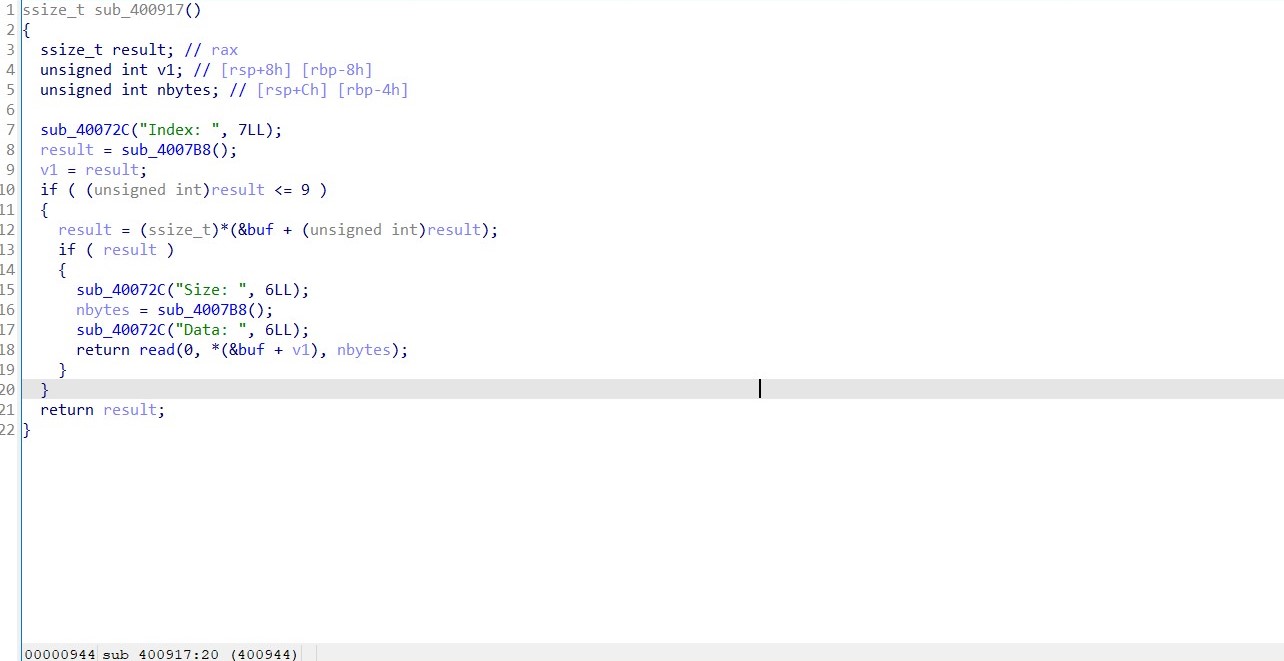 1 ssize_t sub_400917()
2 {
3 ssize_t result; // rax
4 unsigned int v1; // [rsp+8h] [rbp-8h]
5 unsigned int nbytes; // [rsp+Ch] [rbp-4h]
6
7 sub_40072C("Index: ", 7LL);
8 result = sub_4007B8();
9 v1 = result;
10 if ( (unsigned int)result <= 9 )
11 {
12 result = (ssize_t)*(&buf + (unsigned int)result);
13 if ( result )
14 {
15 sub_40072C("Size: ", 6LL);
16 nbytes = sub_4007B8();
17 sub_40072C("Data: ", 6LL);
18 return read(0, *(&buf + v1), nbytes);
19 }
20 }
21 return result;
22 }
00000944 sub_400917:20 (400944)